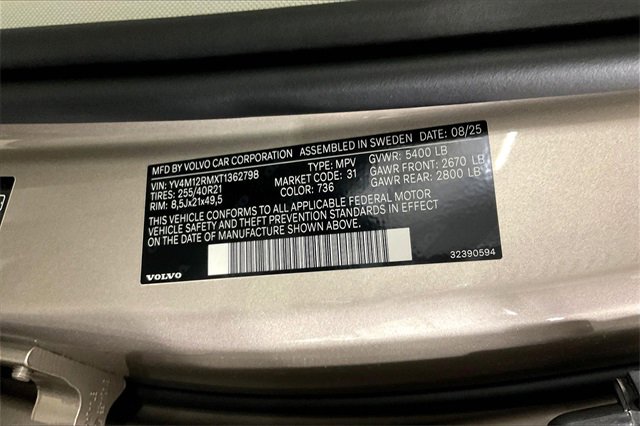 MFD BY VOLVO CAR CORPORATION ASSEMBLED IN SWEDEN DATE: 08/25
VIN: YV4M12RMXT1362798 TYPE: MPV GVWR: 5400 LB
TIRES: 255/40R21 MARKET CODE: 31 GAWR FRONT: 2670 LB
RIM: 8,5Jx21x49,5 COLOR: 736 GAWR REAR: 2800 LB
THIS VEHICLE CONFORMS TO ALL APPLICABLE FEDERAL MOTOR
VEHICLE SAFETY AND THEFT PREVENTION STANDARDS IN EFFECT
ON THE DATE OF MANUFACTURE SHOWN ABOVE.
VOLVO 32390594